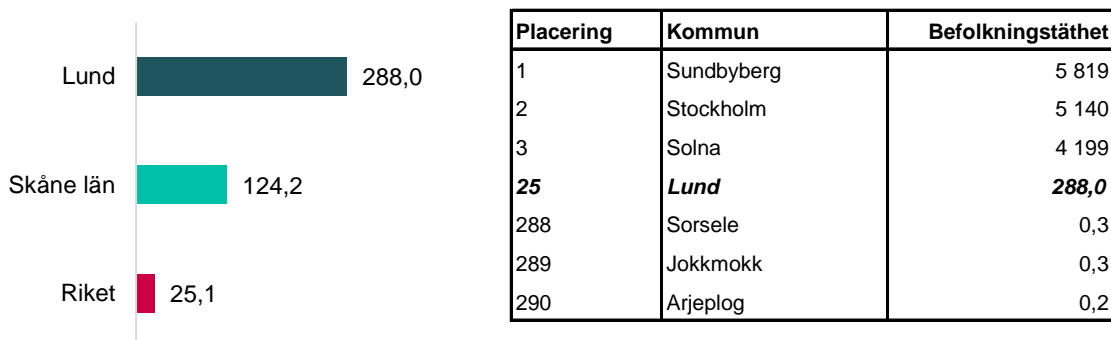 Lund 288,0
Skåne län 124,2
Riket 25,1
Placering Kommun Befolkningstäthet
1 Sundbyberg 5 819
2 Stockholm 5 140
3 Solna 4 199
25 Lund 288,0
288 Sorsele 0,3
289 Jokkmokk 0,3
290 Arjeplog 0,2